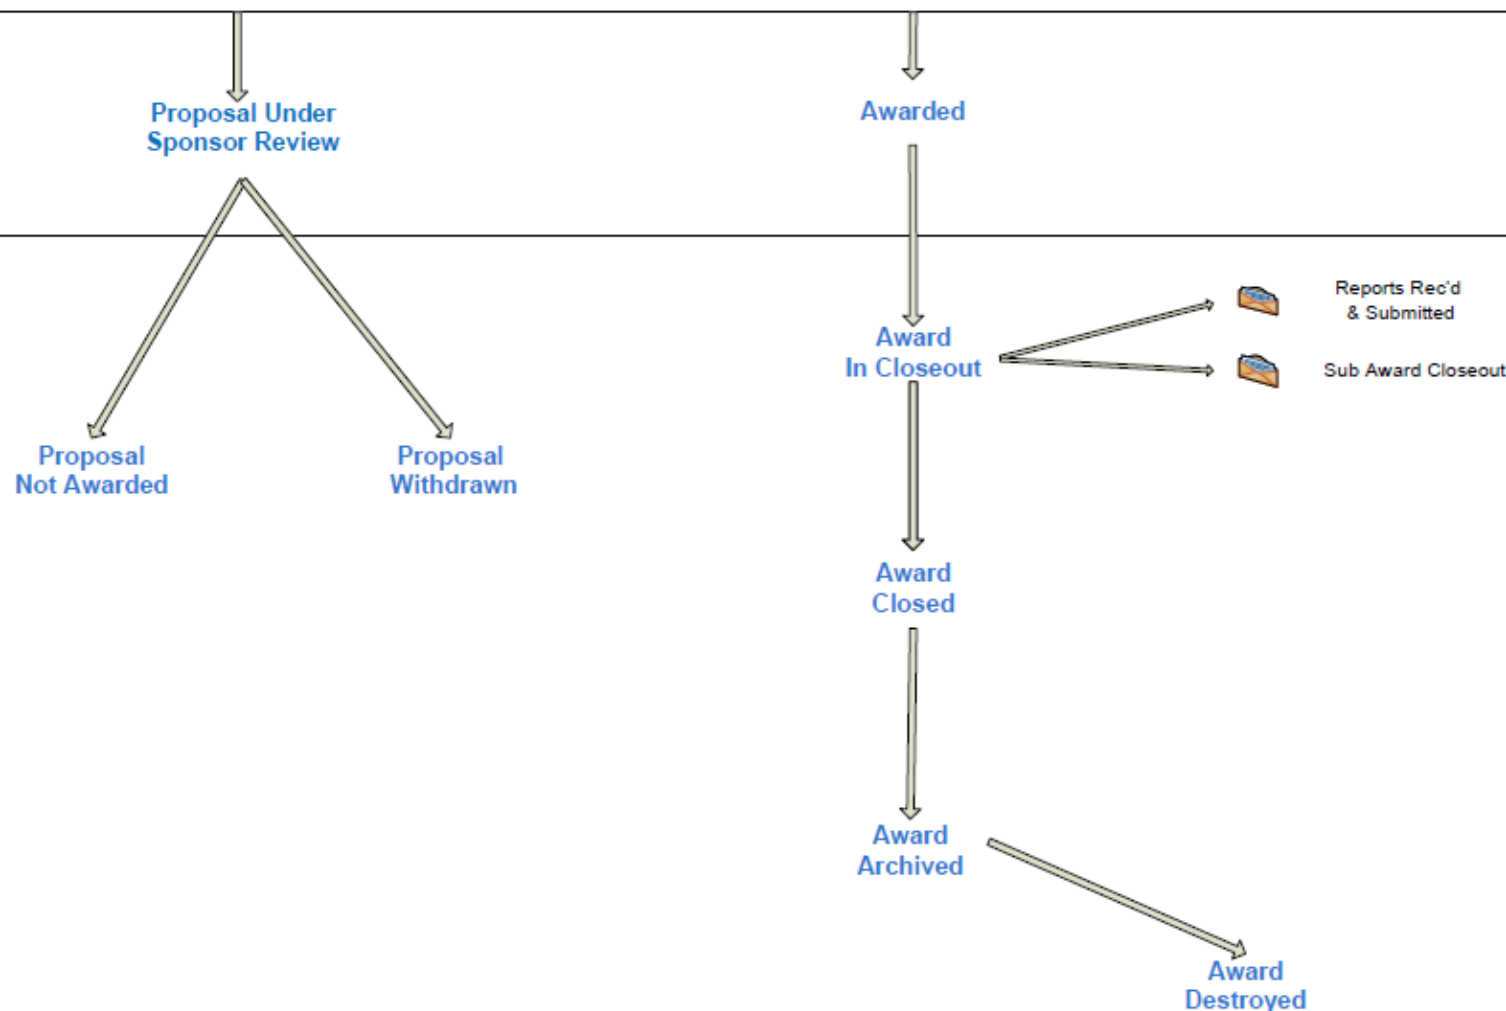 Proposal Under
Sponsor Review
Awarded
Reports Rec'd
& Submitted
Award
In Closeout
Sub Award Closeout
Proposal
Not Awarded
Proposal
Withdrawn
Award
Closed
Award
Archived
Award
Destroyed